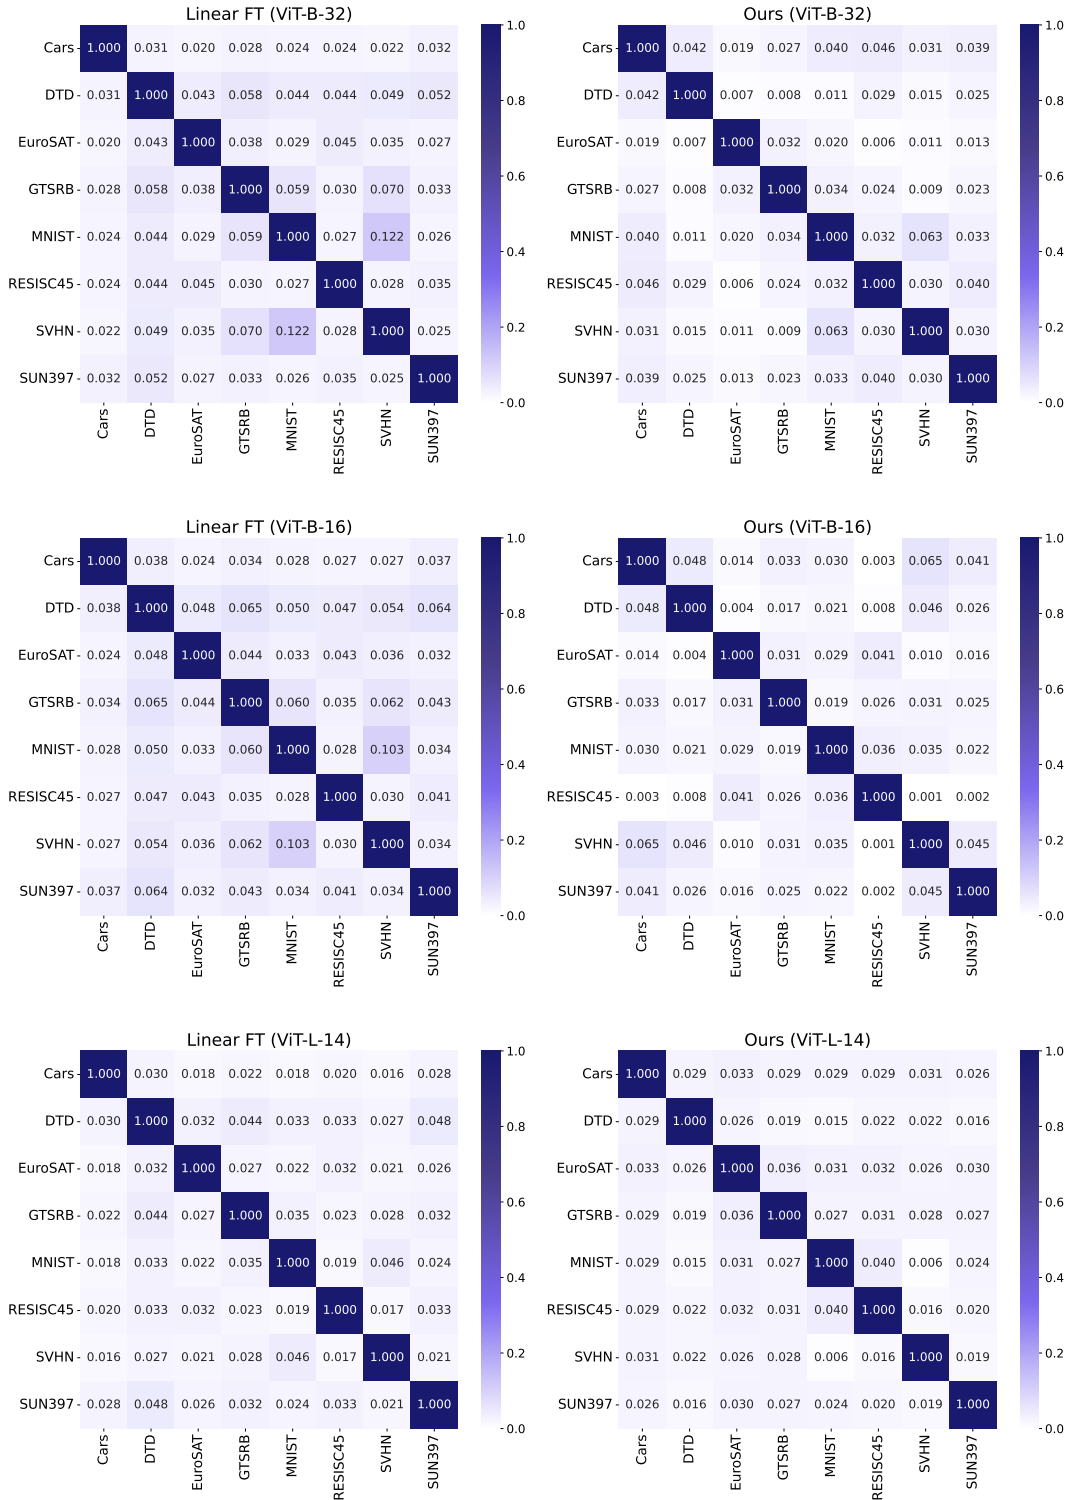 Linear FT (ViT-B-32)
Cars 1.000 0.031 0.020 0.028 0.024 0.024 0.022 0.032
DTD 0.031 1.000 0.043 0.058 0.044 0.044 0.049 0.052
EuroSAT 0.020 0.043 1.000 0.038 0.029 0.045 0.035 0.027
GTSRB 0.028 0.058 0.038 1.000 0.059 0.030 0.070 0.033
MNIST 0.024 0.044 0.029 0.059 1.000 0.027 0.122 0.026
RESISC45 0.024 0.044 0.045 0.030 0.027 1.000 0.028 0.035
SVHN 0.022 0.049 0.035 0.070 0.122 0.028 1.000 0.025
SUN397 0.032 0.052 0.027 0.033 0.026 0.035 0.025 1.000
Cars DTD EuroSAT GTSRB MNIST RESISC45 SVHN SUN397
1.0
0.8
0.6
0.4
0.2
0.0
Ours (ViT-B-32)
Cars 1.000 0.042 0.019 0.027 0.040 0.046 0.031 0.039
DTD 0.042 1.000 0.007 0.008 0.011 0.029 0.015 0.025
EuroSAT 0.019 0.007 1.000 0.032 0.020 0.006 0.011 0.013
GTSRB 0.027 0.008 0.032 1.000 0.034 0.024 0.009 0.023
MNIST 0.040 0.011 0.020 0.034 1.000 0.032 0.063 0.033
RESISC45 0.046 0.029 0.006 0.024 0.032 1.000 0.030 0.040
SVHN 0.031 0.015 0.011 0.009 0.063 0.030 1.000 0.030
SUN397 0.039 0.025 0.013 0.023 0.033 0.040 0.030 1.000
Cars DTD EuroSAT GTSRB MNIST RESISC45 SVHN SUN397
1.0
0.8
0.6
0.4
0.2
0.0
Linear FT (ViT-B-16)
Cars 1.000 0.038 0.024 0.034 0.028 0.027 0.027 0.037
DTD 0.038 1.000 0.048 0.065 0.050 0.047 0.054 0.064
EuroSAT 0.024 0.048 1.000 0.044 0.033 0.043 0.036 0.032
GTSRB 0.034 0.065 0.044 1.000 0.060 0.035 0.062 0.043
MNIST 0.028 0.050 0.033 0.060 1.000 0.028 0.103 0.034
RESISC45 0.027 0.047 0.043 0.035 0.028 1.000 0.030 0.041
SVHN 0.027 0.054 0.036 0.062 0.103 0.030 1.000 0.034
SUN397 0.037 0.064 0.032 0.043 0.034 0.041 0.034 1.000
Cars DTD EuroSAT GTSRB MNIST RESISC45 SVHN SUN397
1.0
0.8
0.6
0.4
0.2
0.0
Ours (ViT-B-16)
Cars 1.000 0.048 0.014 0.033 0.030 0.003 0.065 0.041
DTD 0.048 1.000 0.004 0.017 0.021 0.008 0.046 0.026
EuroSAT 0.014 0.004 1.000 0.031 0.029 0.041 0.010 0.016
GTSRB 0.033 0.017 0.031 1.000 0.019 0.026 0.031 0.025
MNIST 0.030 0.021 0.029 0.019 1.000 0.036 0.035 0.022
RESISC45 0.003 0.008 0.041 0.026 0.036 1.000 0.001 0.002
SVHN 0.065 0.046 0.010 0.031 0.035 0.001 1.000 0.045
SUN397 0.041 0.026 0.016 0.025 0.022 0.002 0.045 1.000
Cars DTD EuroSAT GTSRB MNIST RESISC45 SVHN SUN397
1.0
0.8
0.6
0.4
0.2
0.0
Linear FT (ViT-L-14)
Cars 1.000 0.030 0.018 0.022 0.018 0.020 0.016 0.028
DTD 0.030 1.000 0.032 0.044 0.033 0.033 0.027 0.048
EuroSAT 0.018 0.032 1.000 0.027 0.022 0.032 0.021 0.026
GTSRB 0.022 0.044 0.027 1.000 0.035 0.023 0.028 0.032
MNIST 0.018 0.033 0.022 0.035 1.000 0.019 0.046 0.024
RESISC45 0.020 0.033 0.032 0.023 0.019 1.000 0.017 0.033
SVHN 0.016 0.027 0.021 0.028 0.046 0.017 1.000 0.021
SUN397 0.028 0.048 0.026 0.032 0.024 0.033 0.021 1.000
Cars DTD EuroSAT GTSRB MNIST RESISC45 SVHN SUN397
1.0
0.8
0.6
0.4
0.2
0.0
Ours (ViT-L-14)
Cars 1.000 0.029 0.033 0.029 0.029 0.029 0.031 0.026
DTD 0.029 1.000 0.026 0.019 0.015 0.022 0.022 0.016
EuroSAT 0.033 0.026 1.000 0.036 0.031 0.032 0.026 0.030
GTSRB 0.029 0.019 0.036 1.000 0.027 0.031 0.028 0.027
MNIST 0.029 0.015 0.031 0.027 1.000 0.040 0.006 0.024
RESISC45 0.029 0.022 0.032 0.031 0.040 1.000 0.016 0.020
SVHN 0.031 0.022 0.026 0.028 0.006 0.016 1.000 0.019
SUN397 0.026 0.016 0.030 0.027 0.024 0.020 0.019 1.000
Cars DTD EuroSAT GTSRB MNIST RESISC45 SVHN SUN397
1.0
0.8
0.6
0.4
0.2
0.0